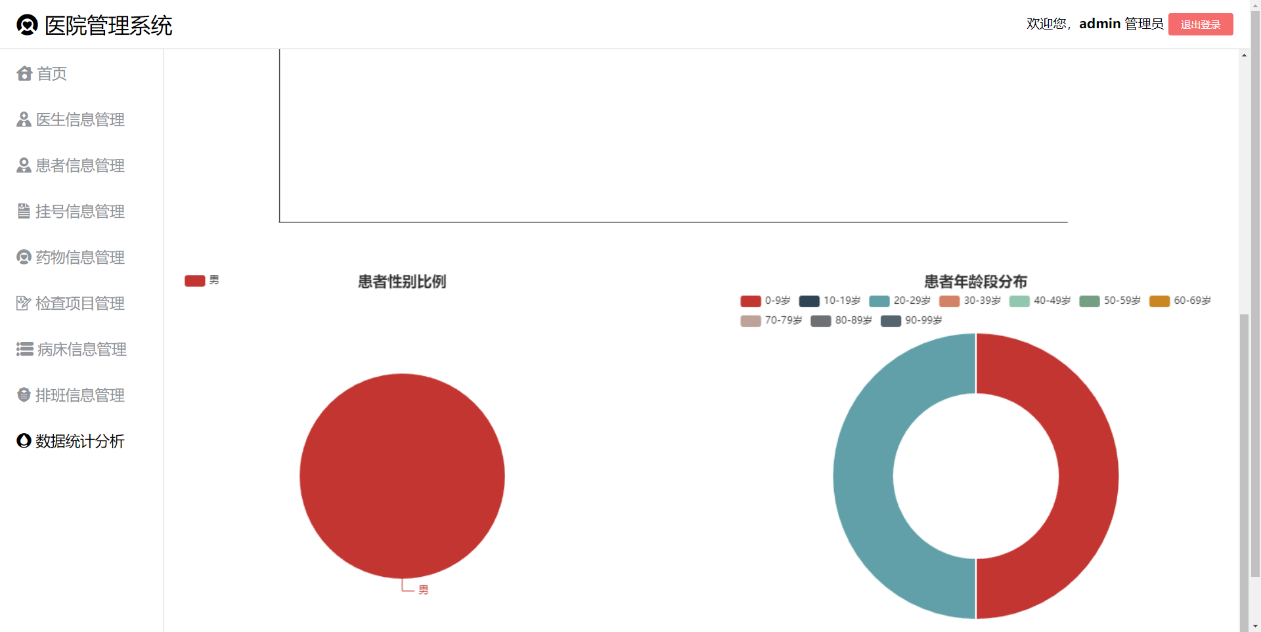 医院管理系统
欢迎您，admin 管理员 退出登录
首页
医生信息管理
患者信息管理
挂号信息管理
药物信息管理
检查项目管理
病床信息管理
排班信息管理
数据统计分析
男
患者性别比例
男
患者年龄段分布
0-9岁 10-19岁 20-29岁 30-39岁 40-49岁 50-59岁 60-69岁
70-79岁 80-89岁 90-99岁